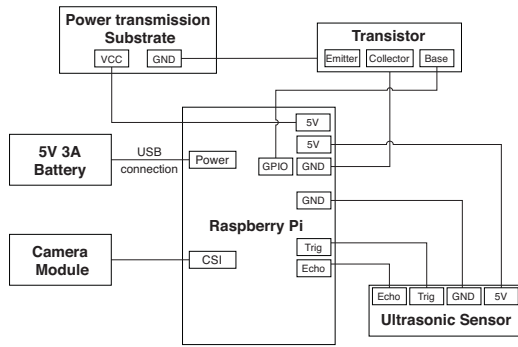 Power transmission
Substrate
VCC
GND
Transistor
Emitter
Collector
Base
5V
5V
GPIO
GND
5V 3A
Battery
USB
connection
Power
GND
Raspberry Pi
Camera
Module
CSI
Trig
Echo
Echo
Trig
GND
5V
Ultrasonic Sensor